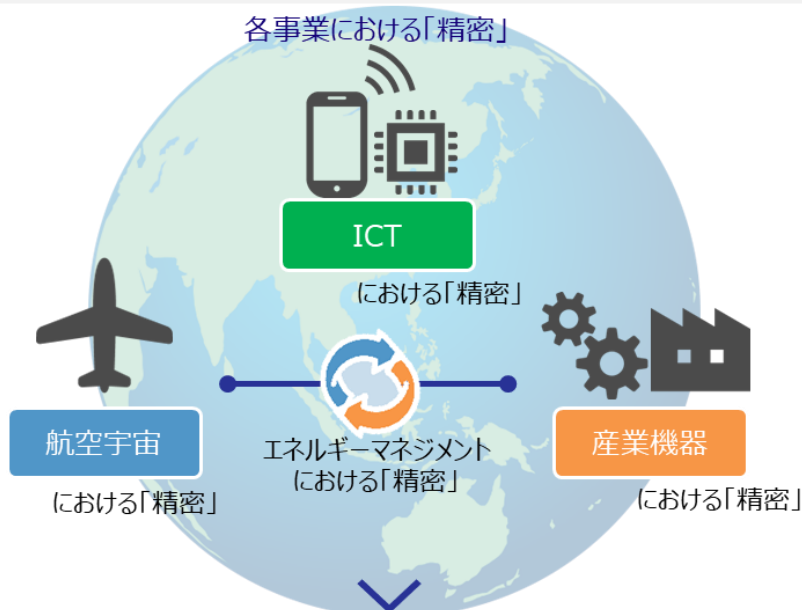 各事業における「精密」
ICT
における「精密」
航空宇宙
における「精密」
エネルギーマネジメント
における「精密」
産業機器
における「精密」